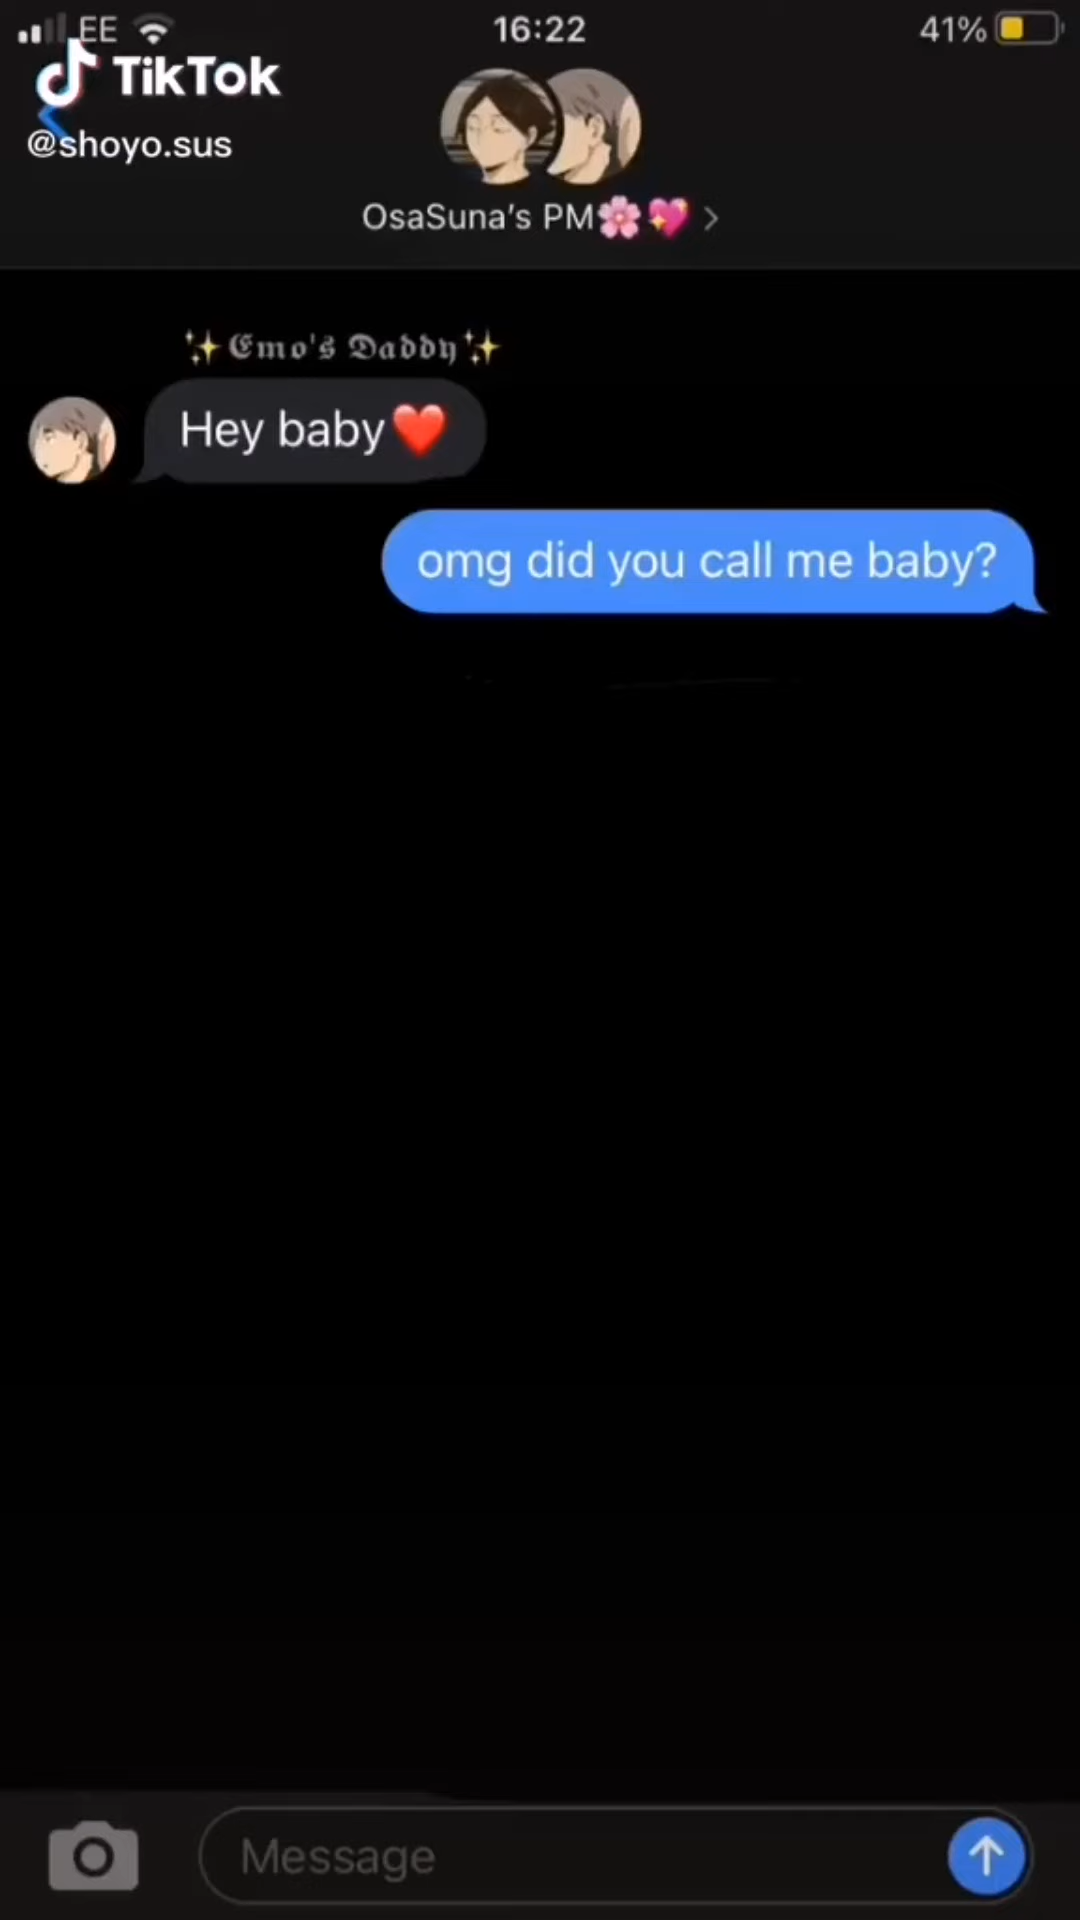 EE 16:22 41%
TikTok
@shoyo.sus
OsaSuna's PM🌸💖 >
✨𝕰𝖒𝖔'𝖘 𝕯𝖆𝖉𝖉𝖞✨
Hey baby❤️
omg did you call me baby?
Message